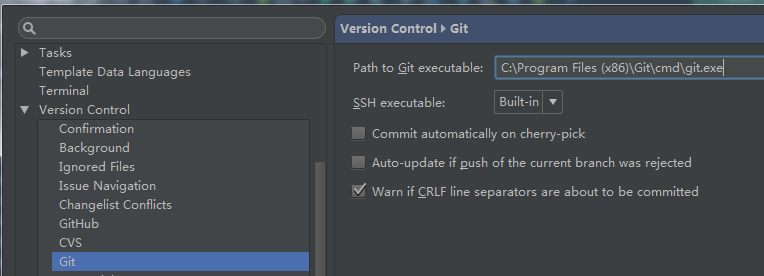 Version Control › Git
Tasks
Template Data Languages
Terminal
Version Control
Confirmation
Background
Ignored Files
Issue Navigation
Changelist Conflicts
GitHub
CVS
Git
Path to Git executable: C:\Program Files (x86)\Git\cmd\git.exe
SSH executable: Built-in
Commit automatically on cherry-pick
Auto-update if push of the current branch was rejected
Warn if CRLF line separators are about to be committed